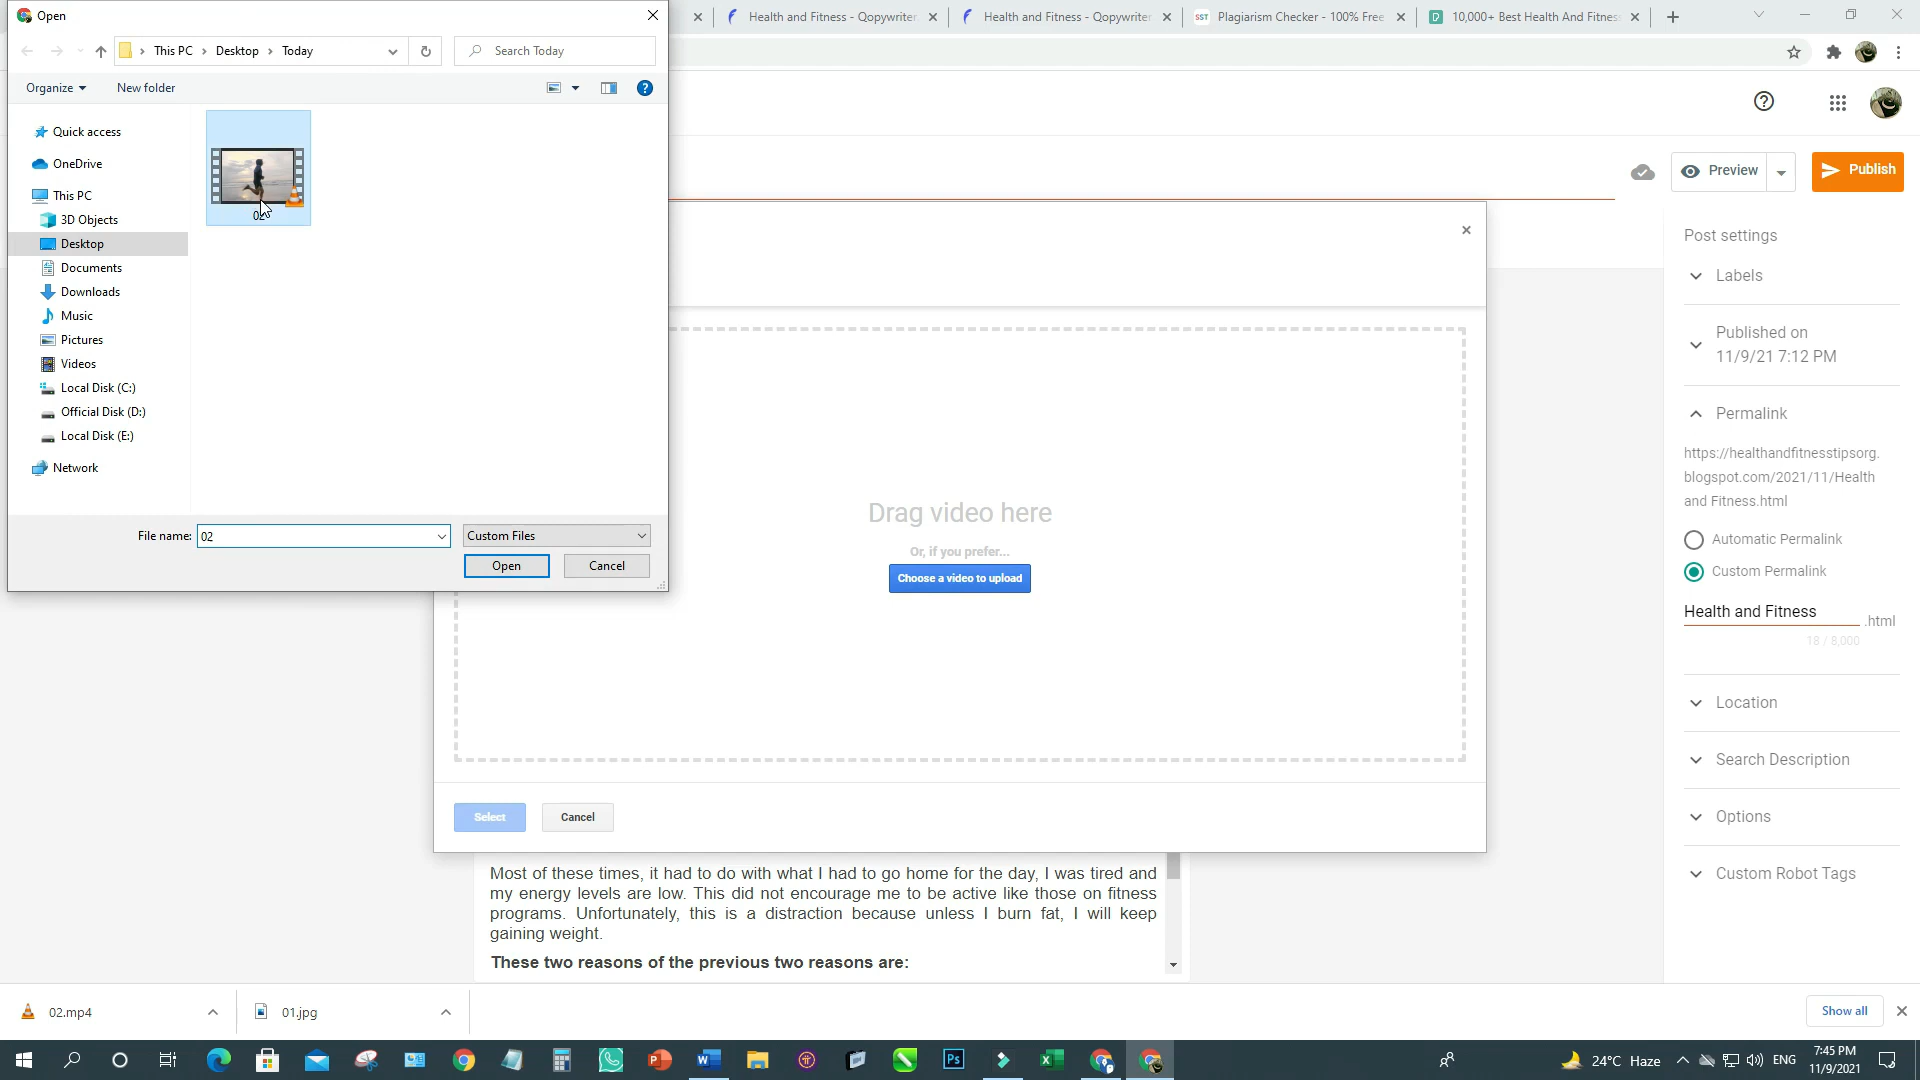 Open
Health and Fitness - Qopywriter
Health and Fitness - Qopywriter
SST
Plagiarism Checker - 100% Free
10,000+ Best Health And Fitness
This PC
Desktop
Today
Search Today
Organize
New folder
Quick access
OneDrive
This PC
3D Objects
Desktop
Documents
Downloads
Music
Pictures
Videos
Local Disk (C:)
Official Disk (D:)
Local Disk (E:)
Network
02
File name:
02
Custom Files
Open
Cancel
Preview
Publish
Drag video here
Or, if you prefer...
Choose a video to upload
Select
Cancel
Post settings
Labels
Published on
11/9/21 7:12 PM
Permalink
https://healthandfitnesstipsorg.
blogspot.com/2021/11/Health
and Fitness.html
Automatic Permalink
Custom Permalink
Health and Fitness
.html
18 / 8,000
Location
Search Description
Options
Custom Robot Tags
Most of these times, it had to do with what I had to go home for the day, I was tired and
my energy levels are low. This did not encourage me to be active like those on fitness
programs. Unfortunately, this is a distraction because unless I burn fat, I will keep
gaining weight.
These two reasons of the previous two reasons are:
02.mp4
01.jpg
Show all
Ps
24°C Haze
ENG
7:45 PM
11/9/2021